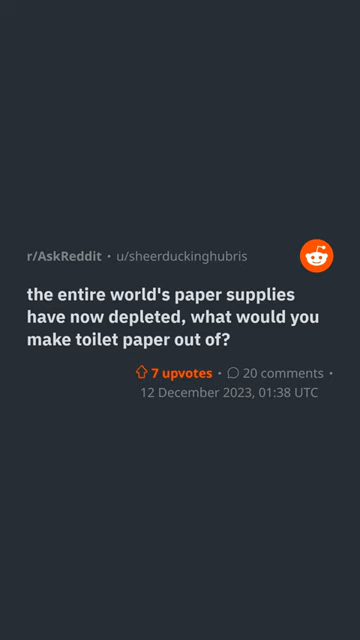 r/AskReddit • u/sheerduckinghubris
the entire world's paper supplies
have now depleted, what would you
make toilet paper out of?
7 upvotes • 20 comments •
12 December 2023, 01:38 UTC